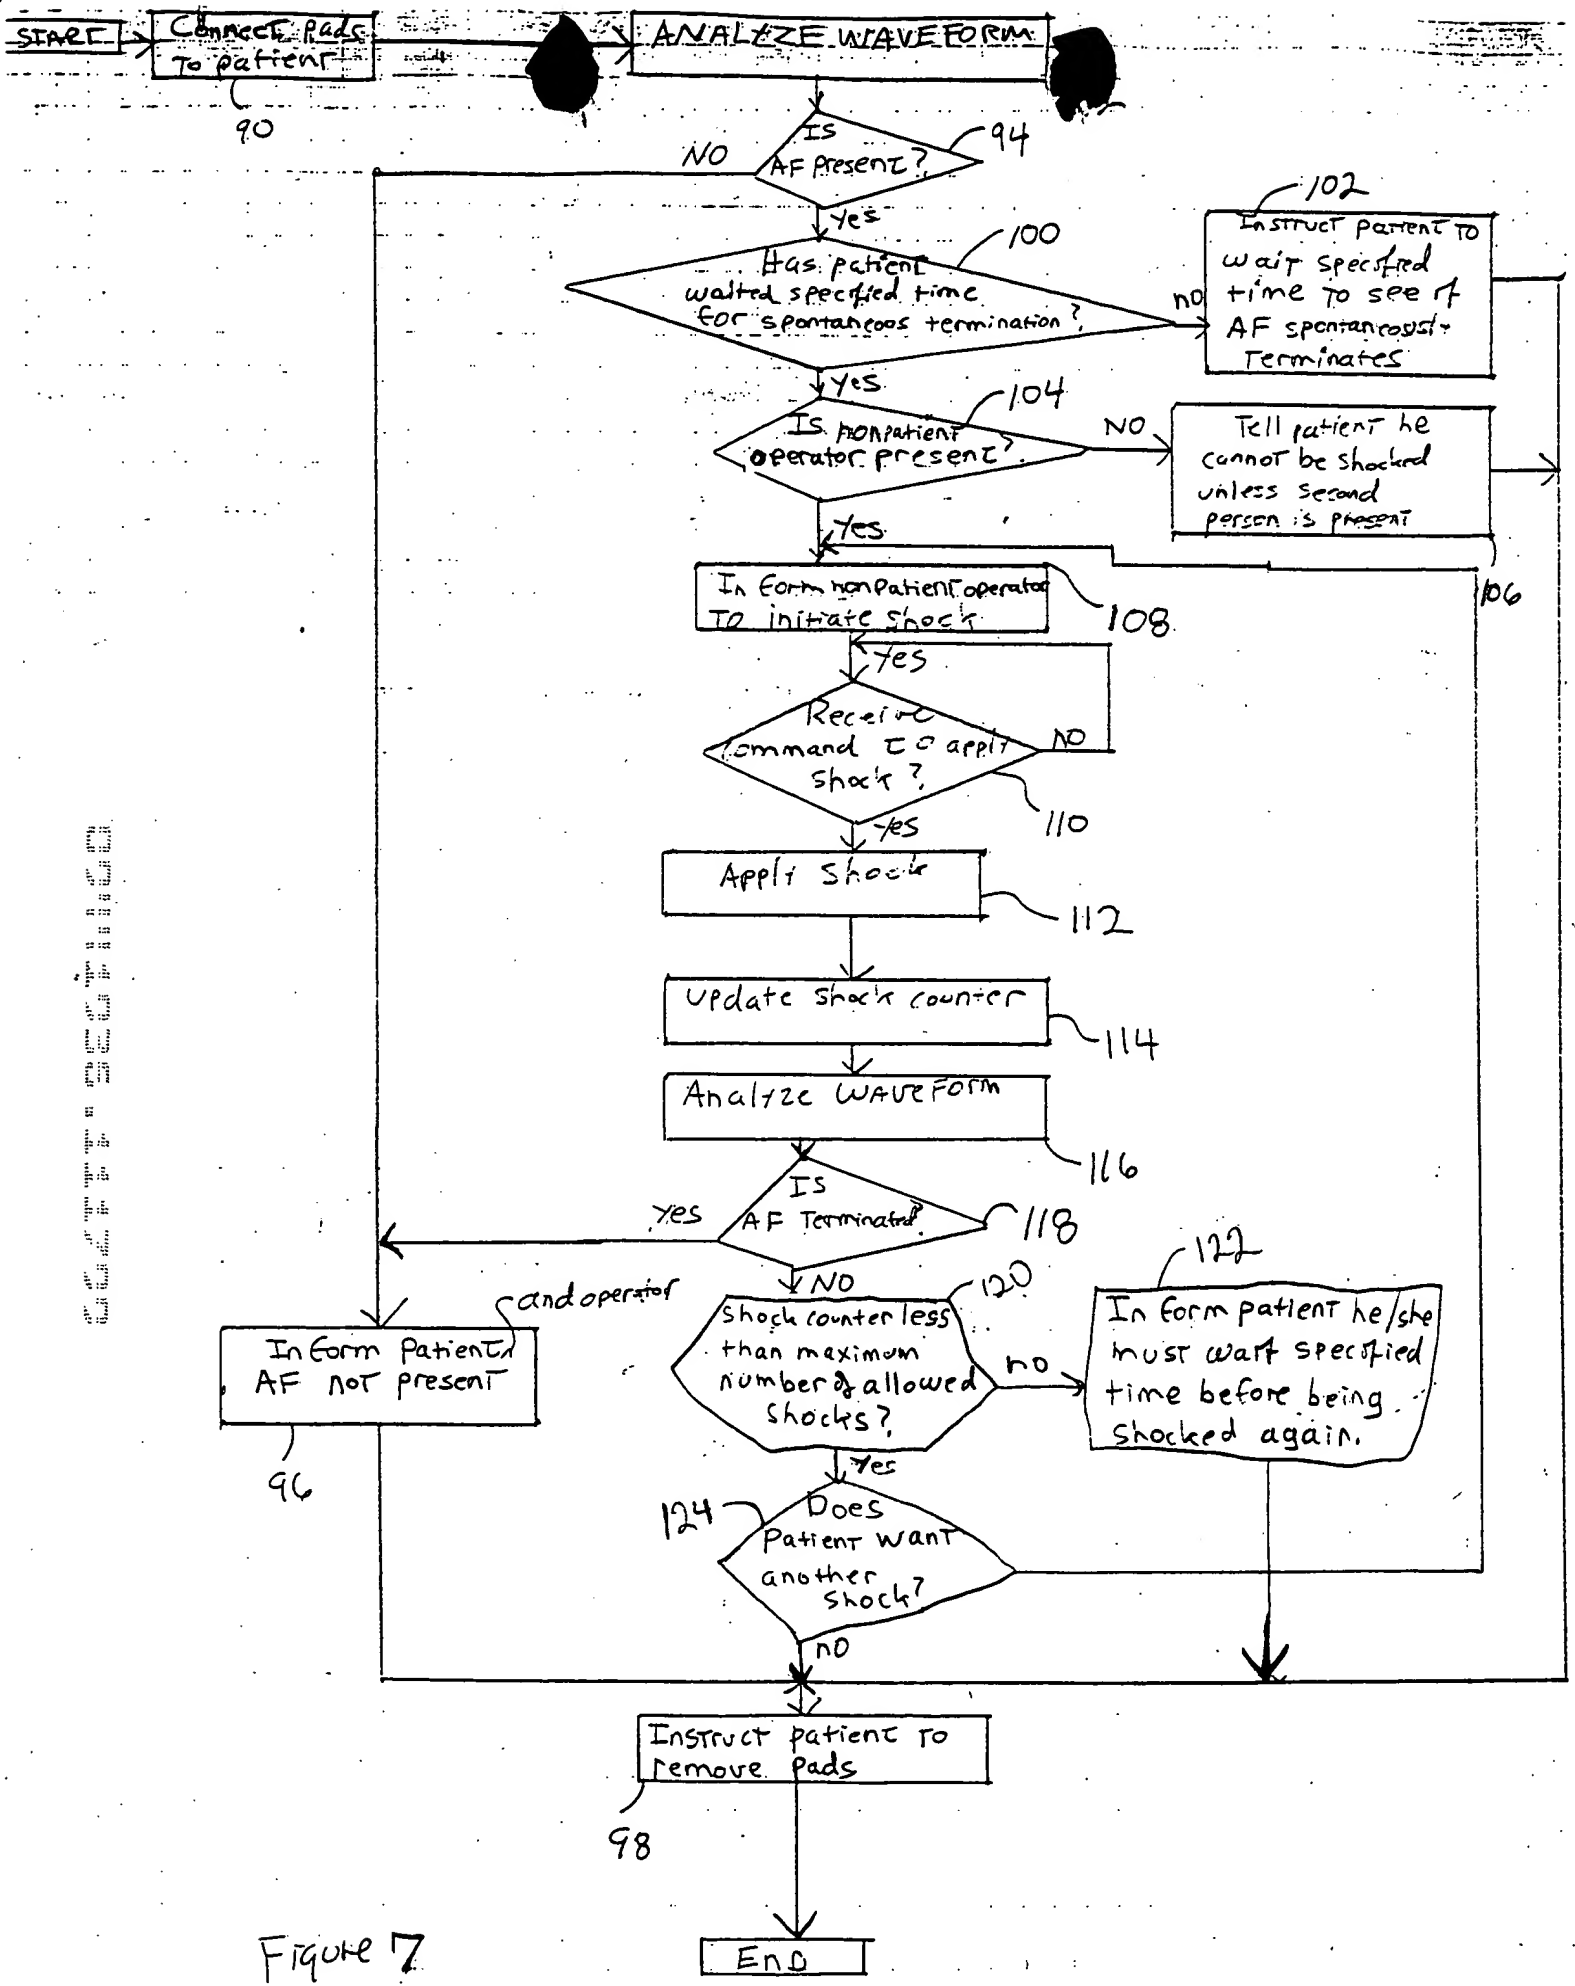 START
Connect pads
To patient
ANALYZE WAVEFORM
90
Is
AF present?
94
NO
Yes
102
Instruct patient to
wait specified
time to see if
AF spontaneously
Terminates
100
Has patient
waited specified time
for spontaneos termination?
no
Yes
104
Is nonpatient
operator present?
NO
Tell patient he
cannot be shocked
unless second
person is present
106
Yes
Inform nonpatient operator
To initiate shock
108
Yes
Receive
Command to apply
shock?
NO
110
Yes
Apply Shock
112
Update shock counter
114
Analyze WAVEFORM
116
Is
AF Terminated?
118
Yes
NO
120
Shock counter less
than maximum
number of allowed
shocks?
no
122
Inform patient he/she
must wait specified
time before being
shocked again.
and operator
Inform Patient
AF not present
96
Yes
124
Does
Patient want
another
shock?
no
Instruct patient to
remove pads
98
End
Figure 7